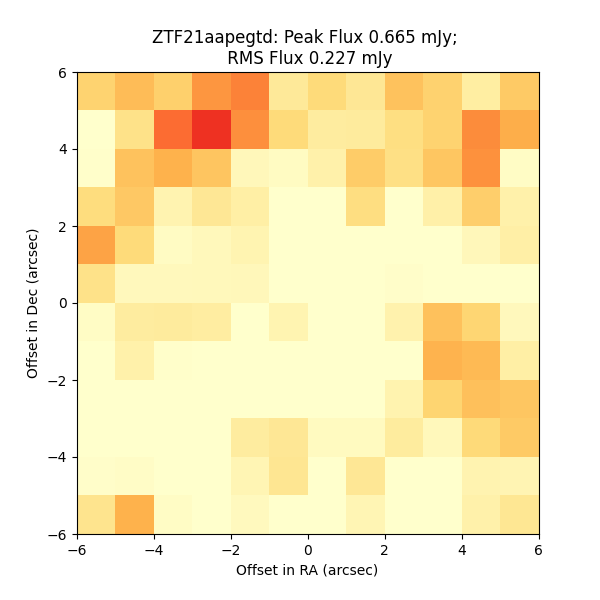 ZTF21aapegtd: Peak Flux 0.665 mJy;
RMS Flux 0.227 mJy
6
4
2
0
−2
−4
−6
Offset in Dec (arcsec)
−6 −4 −2 0 2 4 6
Offset in RA (arcsec)